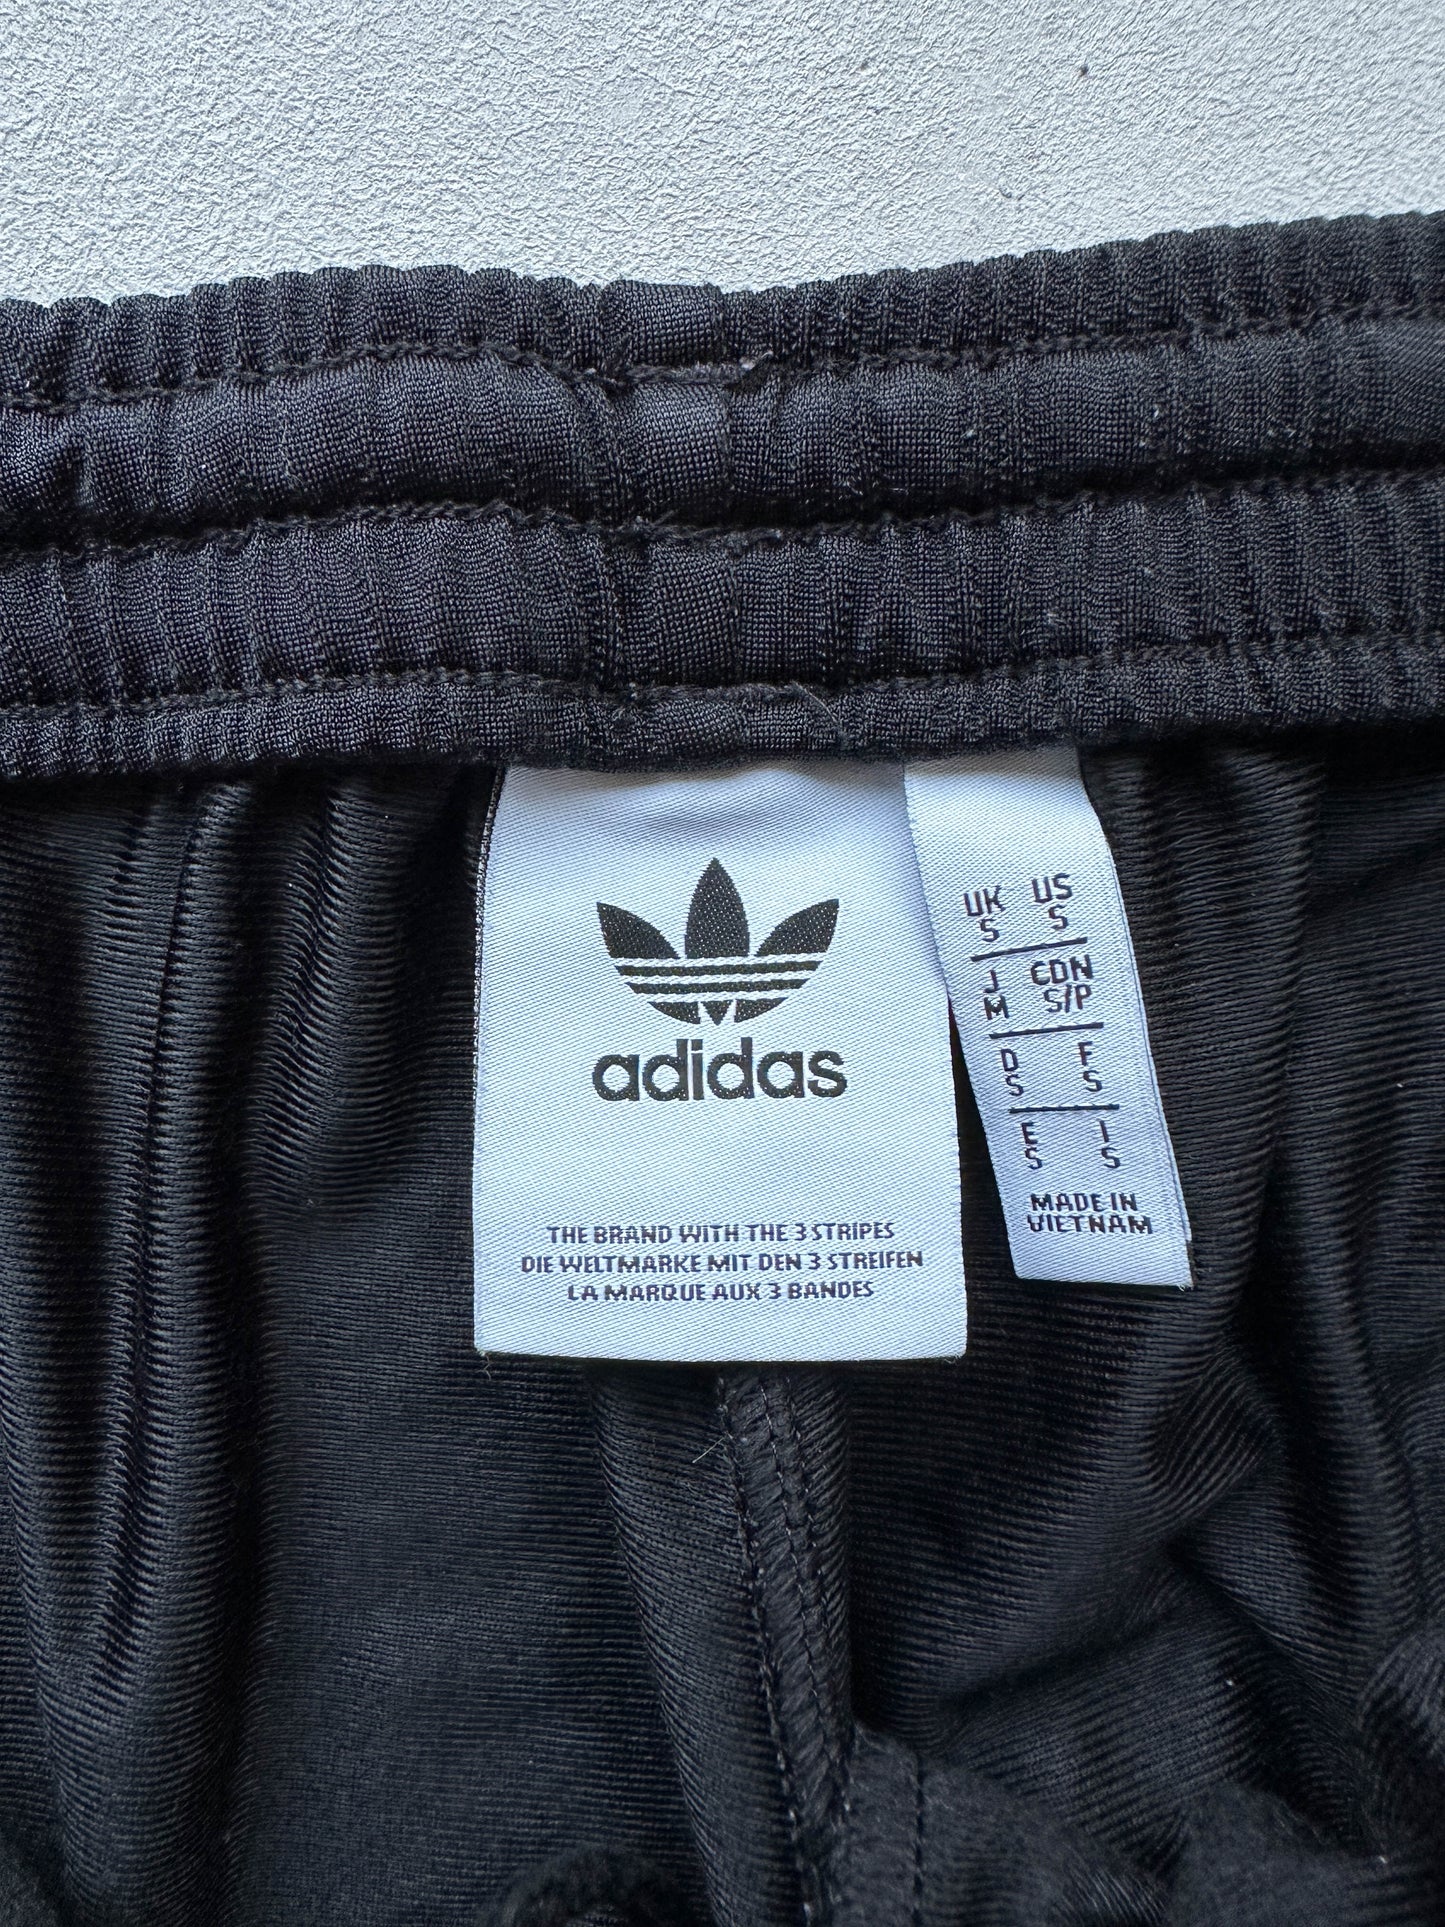 adidas
THE BRAND WITH THE 3 STRIPES
DIE WELTMARKE MIT DEN 3 STREIFEN
LA MARQUE AUX 3 BANDES
UK US
S S
J CDN
M S/P
D F
S S
E I
S S
MADE IN
VIETNAM